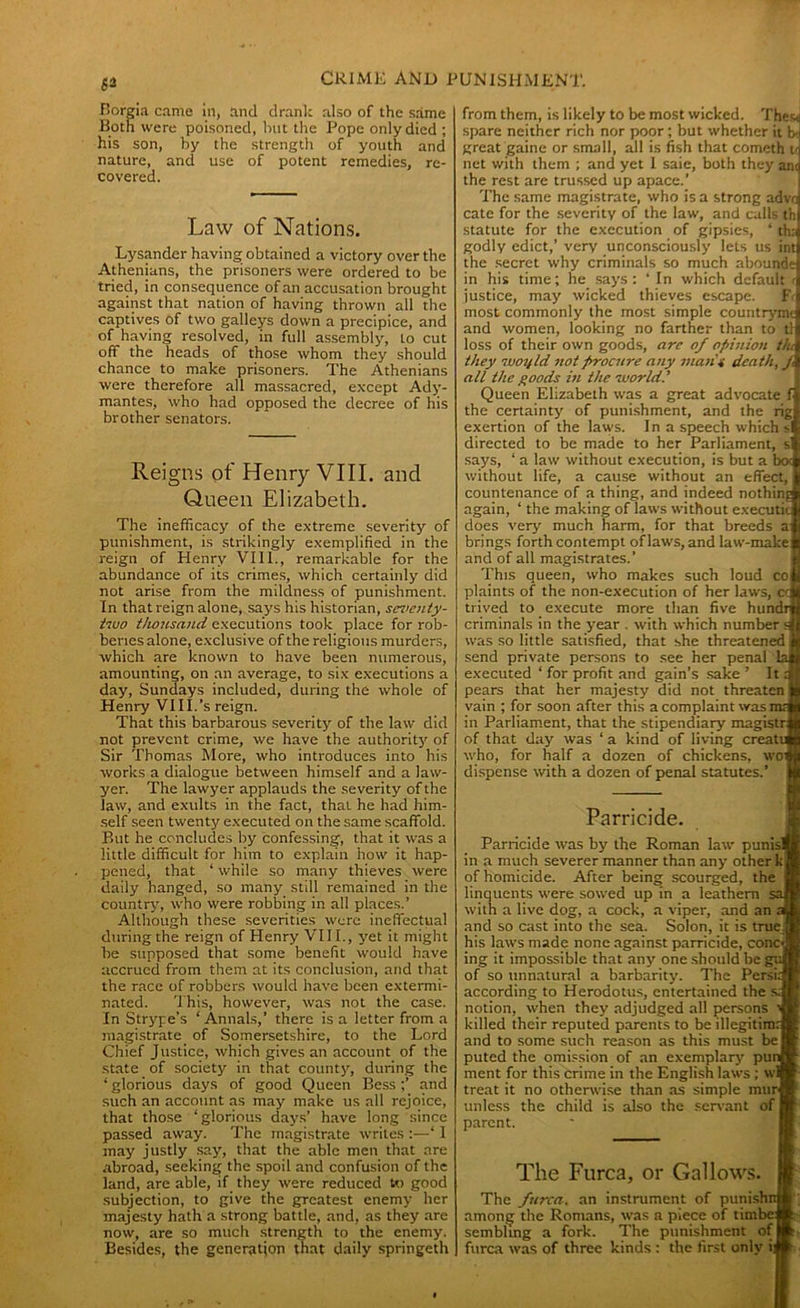 52
CRIME AND PUNISHMENT.
Borgia came in, and drank also of the same
Both were poisoned, but the Pope only died ;
his son, by the strength of youth and
nature, and use of potent remedies, re-
covered.
Law of Nations.
Lysander having obtained a victory over the
Athenians, the prisoners were ordered to be
tried, in consequence of an accusation brought
against that nation of having thrown all the
captives of two galleys down a precipice, and
of having resolved, in full assembly, to cut
off the heads of those whom they should
chance to make prisoners. The Athenians
were therefore all massacred, except Ady-
mantes, who had opposed the decree of his
brother senators.
Reigns of Henry VIII. and
Queen Elizabeth.
The inefficacy of the extreme severity of
punishment, is strikingly exemplified in the
reign of Henry VIII., remarkable for the
abundance of its crimes, which certainly did
not arise from the mildness of punishment.
In that reign alone, says his historian, seventy-
two thousand executions took place for rob-
beries alone, exclusive of the religious murders,
which are known to have been numerous,
amounting, on an average, to six executions a
day, Sundays included, during the whole of
Henry VIII.'s reign.
That this barbarous severity of the law did
not prevent crime, we have the authority of
Sir Thomas More, who introduces into his
works a dialogue between himself and a law-
yer. The lawyer applauds the severity of the
law, and exults in the fact, that he had him-
self seen twenty executed on the same scaffold.
But he concludes by confessing, that it was a
little difficult for him to explain how it hap-
pened, that 'while so many thieves were
daily hanged, so many still remained in the
country, who were robbing in all places.'
Although these severities were ineffectual
during the reign of Henry VIII., yet it might
be supposed that some benefit would have
accrued from them at its conclusion, and that
the race of robbers would have been extermi-
nated. This, however, was not the case.
In Strype's 'Annals,' there is a letter from a
magistrate of Somersetshire, to the Lord
Chief Justice, which gives an account of the
state of society in that county, during the
'glorious days of good Queen Bess;' and
such an account as may make us all rejoice,
that those 'glorious days' have long since
passed away. The magistrate writes:—'I
may justly say, that the able men that are
abroad, seeking the spoil and confusion of the
land, are able, if they were reduced to good
subjection, to give the greatest enemy her
majesty hath a strong battle, and, as they are
now, are so much strength to the enemy.
Besides, the generation that daily springeth
from them, is likely to be most wicked. These
spare neither rich nor poor; but whether it b
great gaine or small, all is fish that cometh t
net with them ; and yet I saie, both they an
the rest are trussed up apace.'
The same magistrate, who is a strong advo
cate for the severity of the law, and calls th
statute for the execution of gipsies, 'tha
godly edict,' very unconsciously lets us int
the secret why criminals so much abounde
in his time; he says: 'In which default
justice, may wicked thieves escape. F
most commonly the most simple countryme
and women, looking no farther than to t
loss of their own goods, are of opinion tha
they would not procure any man's death, f
all the goods in the world.'
Queen Elizabeth was a great advocate f
the certainty of punishment, and the rig
exertion of the laws. In a speech which s
directed to be made to her Parliament, s
says, 'a law without execution, is but a bo
without life, a cause without an effect,
countenance of a thing, and indeed nothing
again, 'the making of laws without executi
does very much harm, for that breeds a
brings forth contempt of laws, and law-make
and of all magistrates.'
This queen, who makes such loud co
plaints of the non-execution of her laws, c
trived to execute more than five hundr
criminals in the year . with which number s
was so little satisfied, that she threatened
send private persons to see her penal la
executed 'for profit and gain's sake' It a
pears that her majesty did not threaten
vain ; for soon after this a complaint was ma
in Parliament, that the stipendiary magistr
of that day was 'a kind of living creatu
who, for half a dozen of chickens, wo
dispense with a dozen of penal statutes.'
Parricide.
Parricide was by the Roman law punis
in a much severer manner than any other k
of homicide. After being scourged, the
linquents were sowed up in a leathern sa
with a live dog, a cock, a viper, and an a
and so cast into the sea. Solon, it is true,
his laws made none against parricide, conc
ing it impossible that any one should be gu
of so unnatural a barbarity. The Persia
according to Herodotus, entertained the s
notion, when they adjudged all persons
killed their reputed parents to be illegitima
and to some such reason as this must be
puted the omission of an exemplary pun
ment for this crime in the English laws ; w
treat it no otherwise than as simple mur
unless the child is also the servant of
parent.
The Furca, or Gallows.
The furca, an instrument of punishm
among the Romans, was a piece of timbe
sembling a fork. The punishment of
furca was of three kinds : the first only i